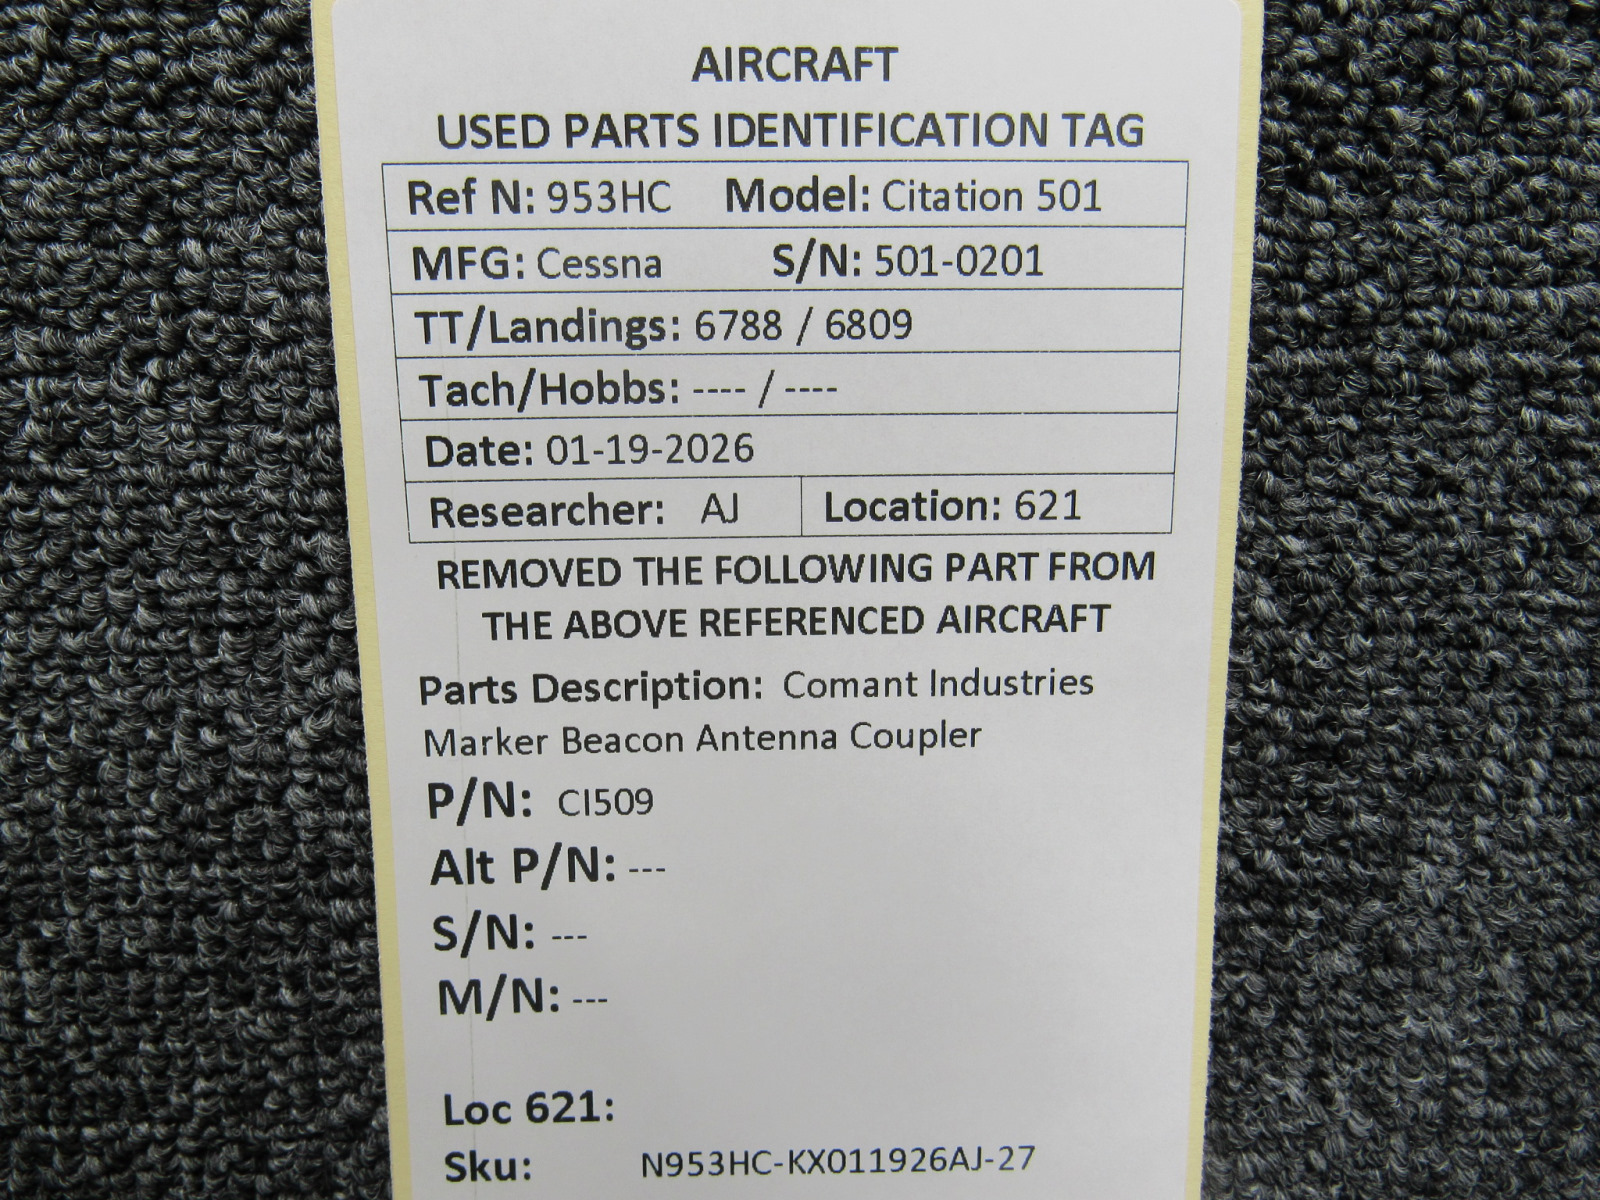 AIRCRAFT
USED PARTS IDENTIFICATION TAG
Ref N: 953HC Model: Citation 501
MFG: Cessna S/N: 501-0201
TT/Landings: 6788 / 6809
Tach/Hobbs: ---- / ----
Date: 01-19-2026
Researcher: AJ Location: 621
REMOVED THE FOLLOWING PART FROM
THE ABOVE REFERENCED AIRCRAFT
Parts Description: Comant Industries
Marker Beacon Antenna Coupler
P/N: CI509
Alt P/N: ---
S/N: ---
M/N: ---
Loc 621:
Sku: N953HC-KX011926AJ-27